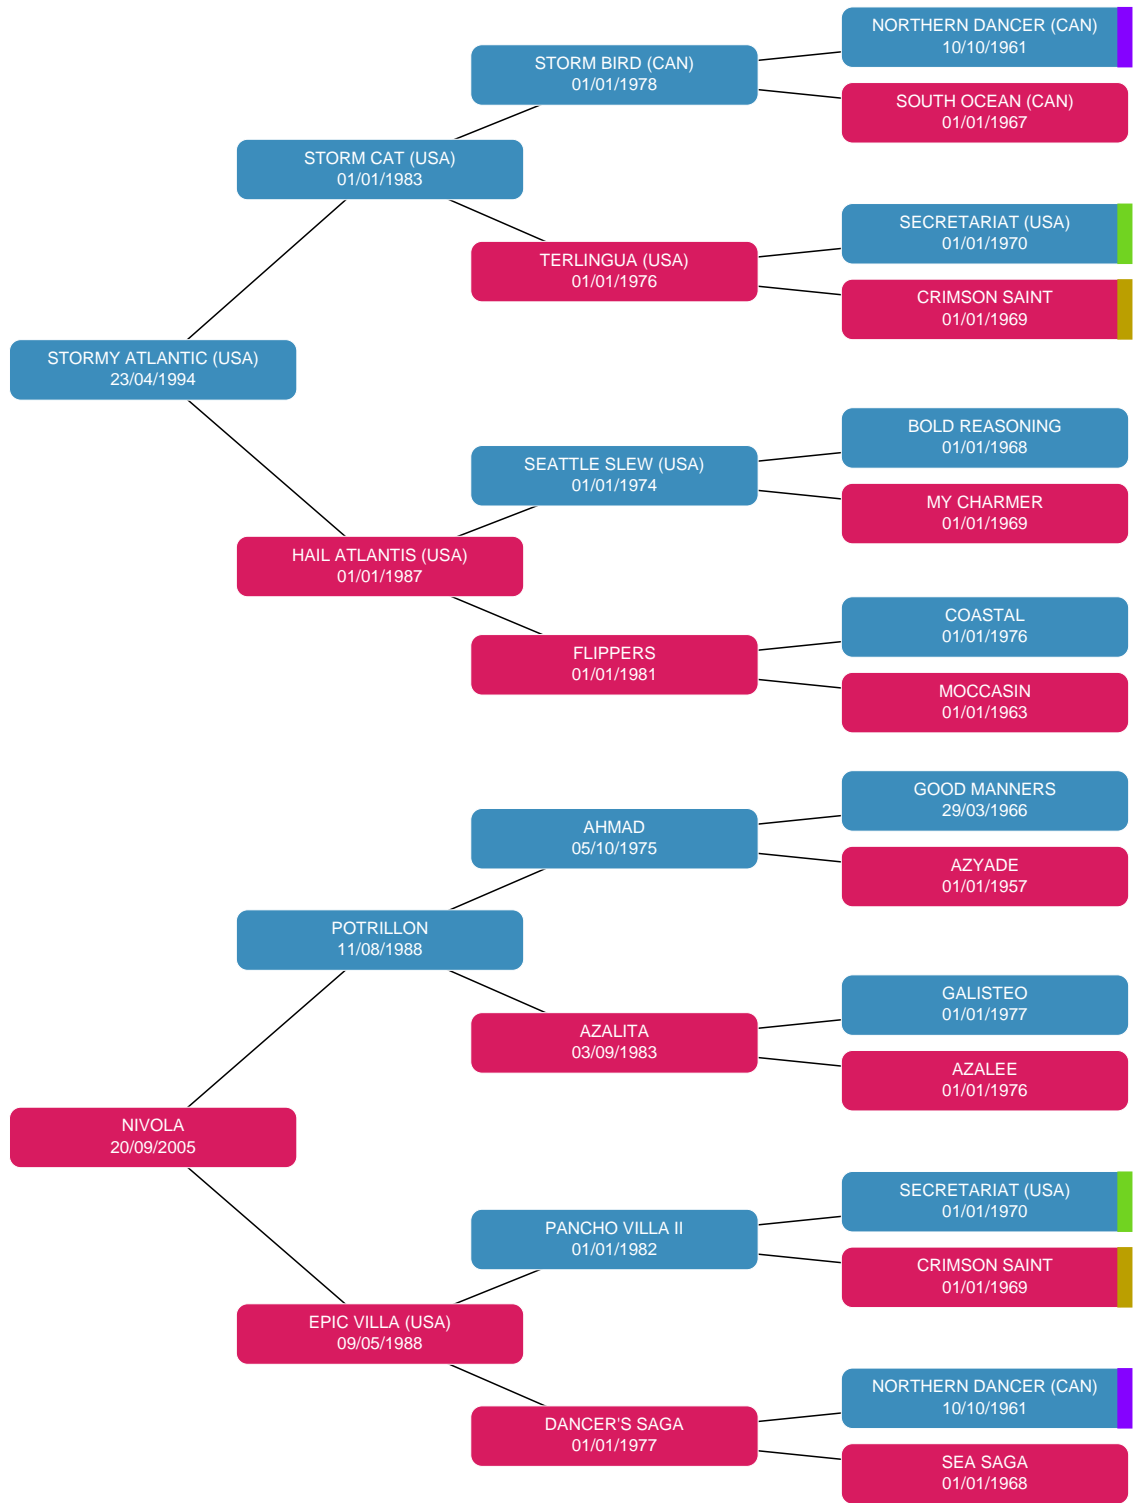 NORTHERN DANCER (CAN)
10/10/1961
STORM BIRD (CAN)
01/01/1978
SOUTH OCEAN (CAN)
01/01/1967
STORM CAT (USA)
01/01/1983
SECRETARIAT (USA)
01/01/1970
TERLINGUA (USA)
01/01/1976
CRIMSON SAINT
01/01/1969
STORMY ATLANTIC (USA)
23/04/1994
BOLD REASONING
01/01/1968
SEATTLE SLEW (USA)
01/01/1974
MY CHARMER
01/01/1969
HAIL ATLANTIS (USA)
01/01/1987
COASTAL
01/01/1976
FLIPPERS
01/01/1981
MOCCASIN
01/01/1963
GOOD MANNERS
29/03/1966
AHMAD
05/10/1975
AZYADE
01/01/1957
POTRILLON
11/08/1988
GALISTEO
01/01/1977
AZALITA
03/09/1983
AZALEE
01/01/1976
NIVOLA
20/09/2005
SECRETARIAT (USA)
01/01/1970
PANCHO VILLA II
01/01/1982
CRIMSON SAINT
01/01/1969
EPIC VILLA (USA)
09/05/1988
NORTHERN DANCER (CAN)
10/10/1961
DANCER'S SAGA
01/01/1977
SEA SAGA
01/01/1968